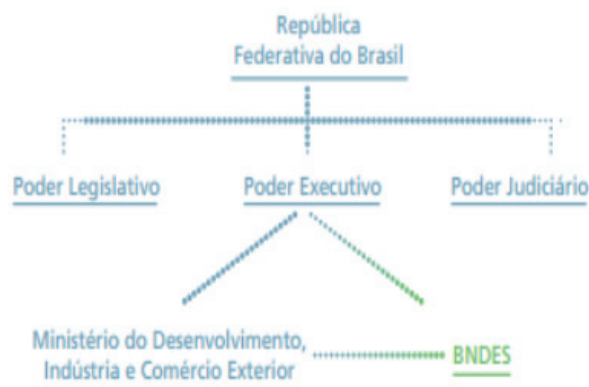 República
Federativa do Brasil
Poder Legislativo
Poder Executivo
Poder Judiciário
Ministério do Desenvolvimento,
Indústria e Comércio Exterior
BNDES